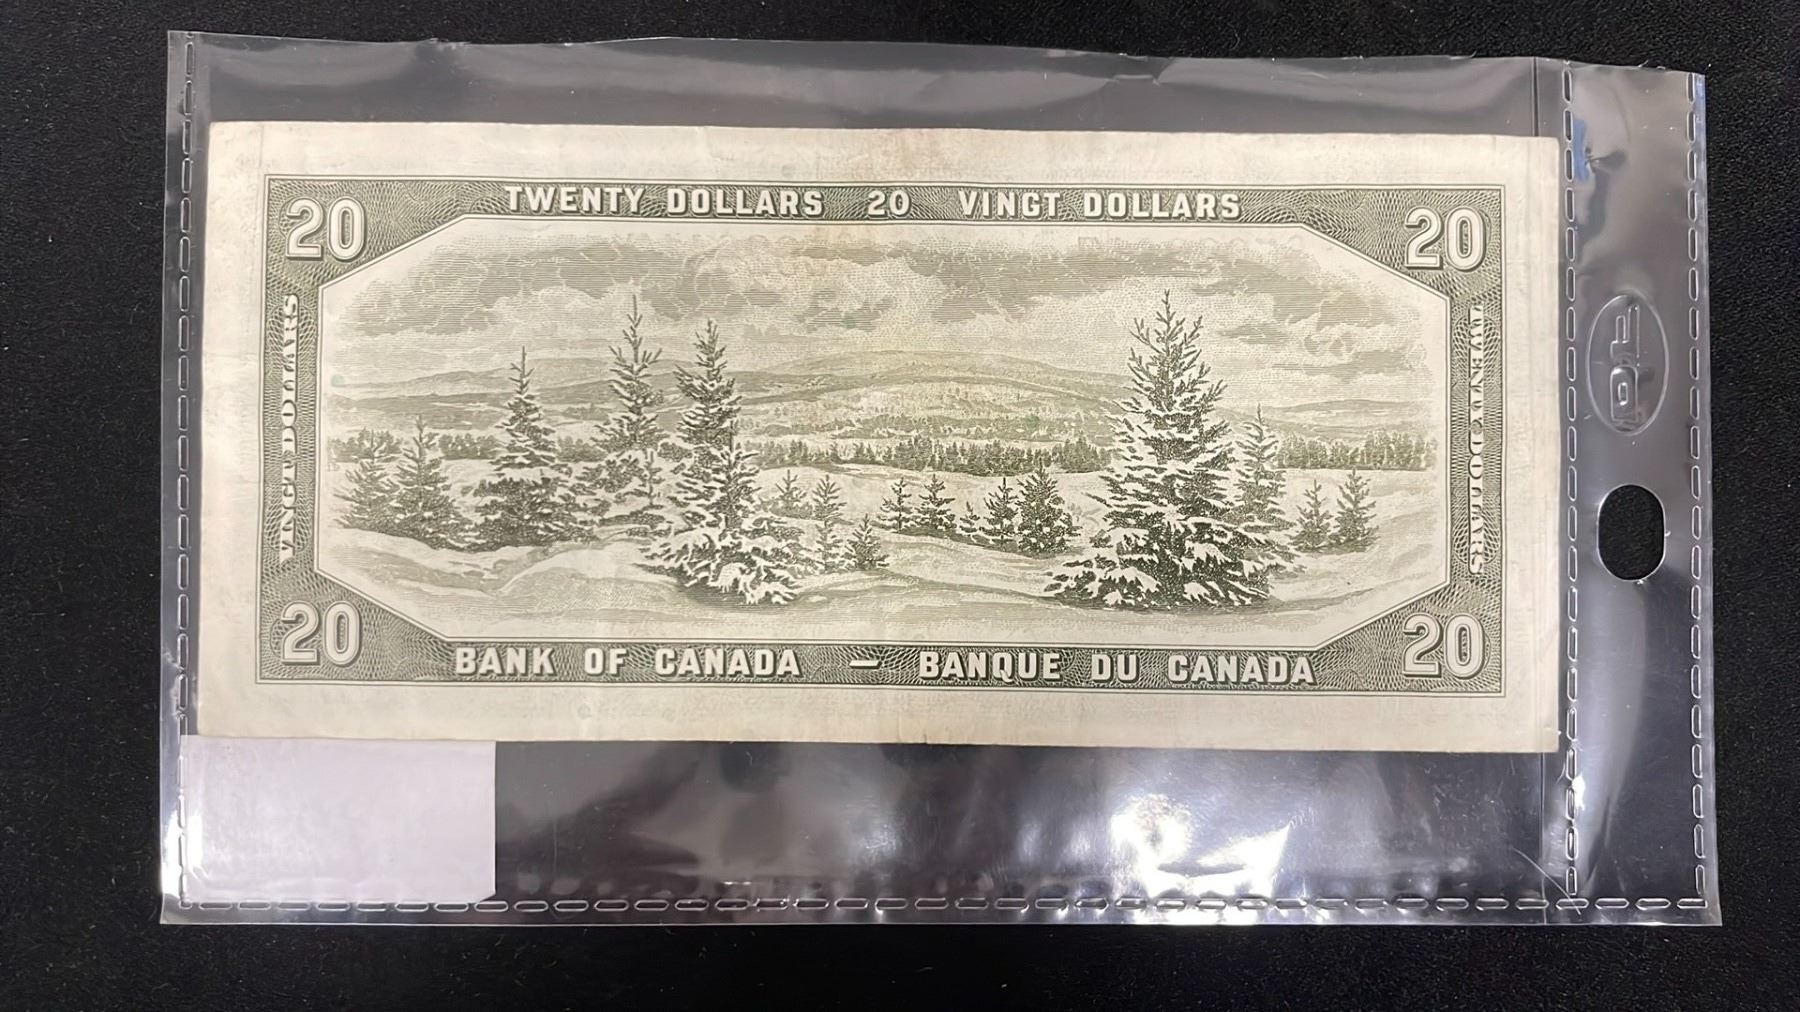 TWENTY DOLLARS 20 VINGT DOLLARS
20
20
VINGT DOLLARS
TWENTY DOLLARS
20
20
BANK OF CANADA — BANQUE DU CANADA